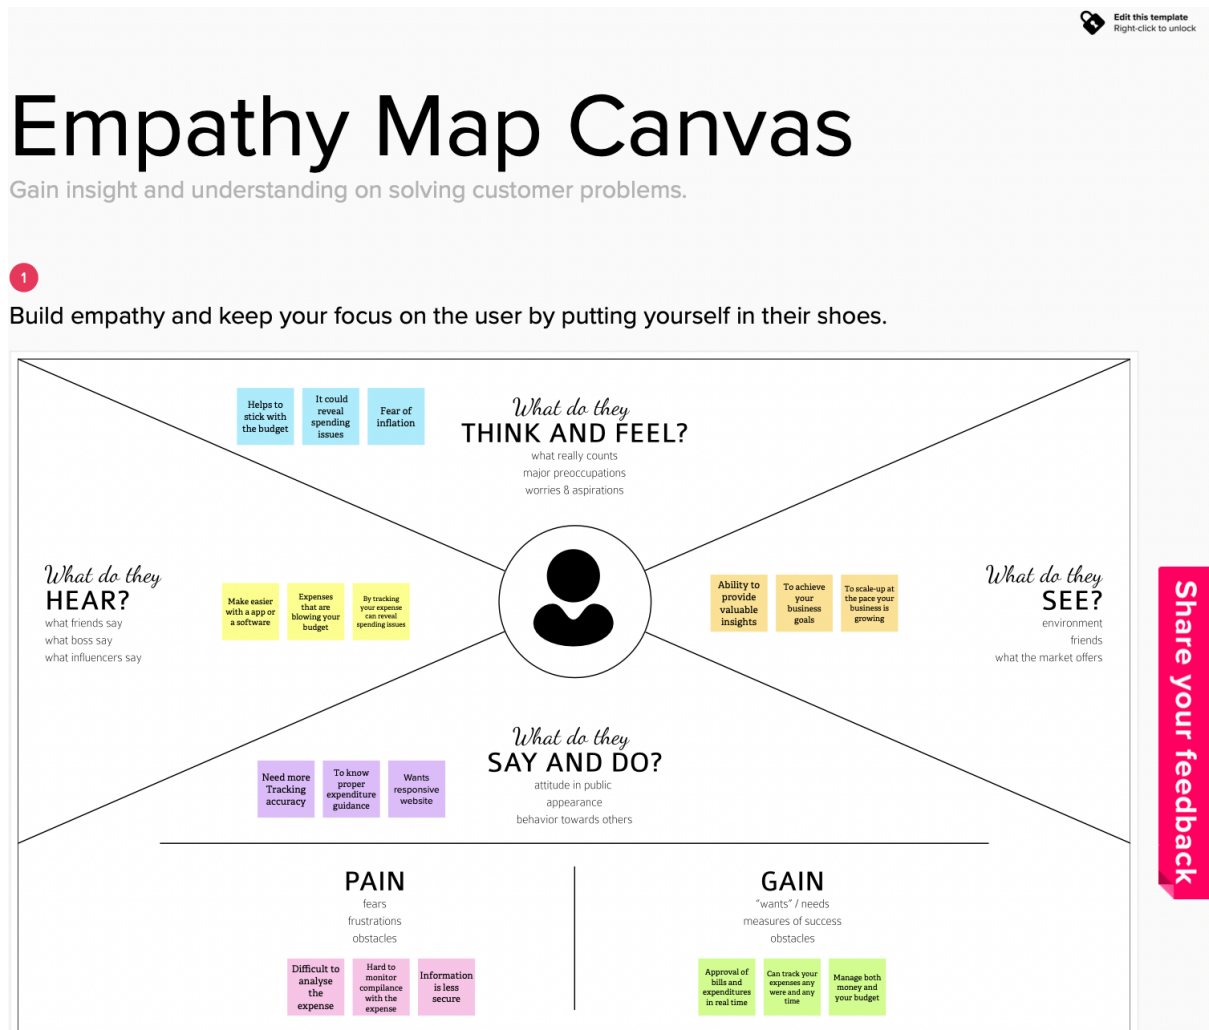 Edit this template
Right-click to unlock
Empathy Map Canvas
Gain insight and understanding on solving customer problems.
1
Build empathy and keep your focus on the user by putting yourself in their shoes.
Helps to
stick with
the budget
It could
reveal
spending
issues
Fear of
inflation
What do they
THINK AND FEEL?
what really counts
major preoccupations
worries & aspirations
What do they
HEAR?
what friends say
what boss say
what influencers say
Make easier
with a app or
a software
Expenses
that are
blowing your
budget
By tracking
your expense
can reveal
spending issues
Ability to
provide
valuable
insights
To achieve
your
business
goals
To scale-up at
the pace your
business is
growing
What do they
SEE?
environment
friends
what the market offers
Share your feedback
What do they
SAY AND DO?
attitude in public
appearance
behavior towards others
Need more
Tracking
accuracy
To know
proper
expenditure
guidance
Wants
responsive
website
PAIN
fears
frustrations
obstacles
Difficult to
analyse
the
expense
Hard to
monitor
compilance
with the
expense
Information
is less
secure
GAIN
"wants" / needs
measures of success
obstacles
Approval of
bills and
expenditures
in real time
Can track your
expenses any
were and any
time
Manage both
money and
your budget